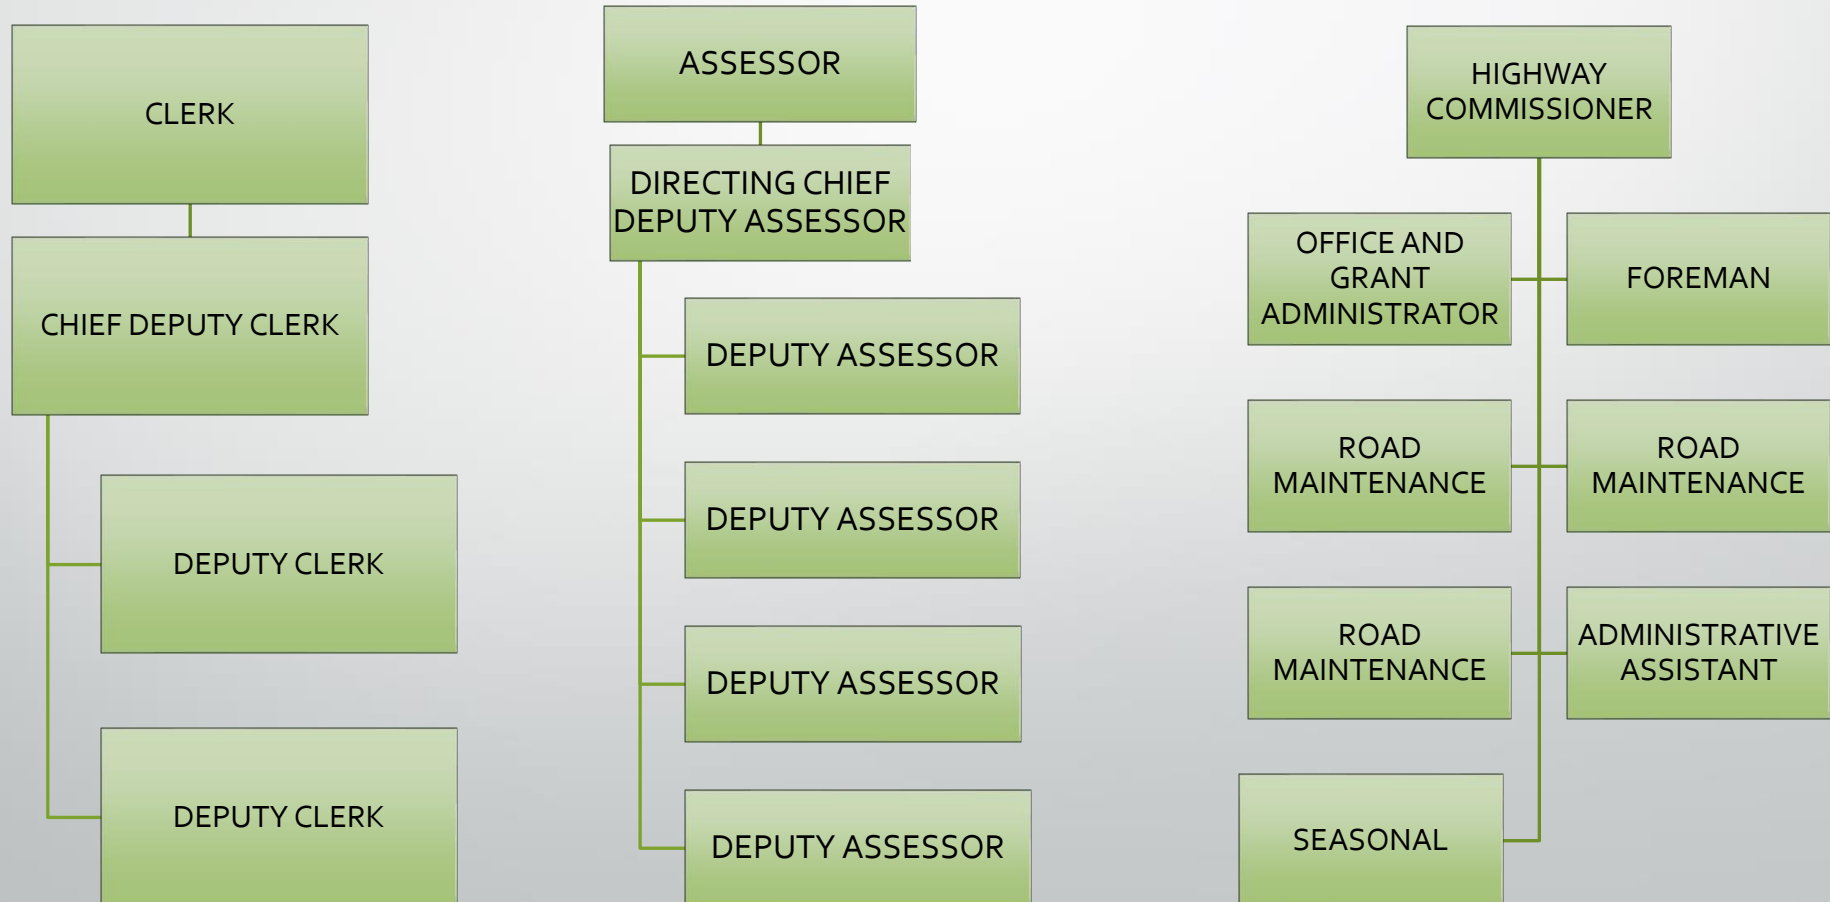 CLERK
CHIEF DEPUTY CLERK
DEPUTY CLERK
DEPUTY CLERK
ASSESSOR
DIRECTING CHIEF
DEPUTY ASSESSOR
DEPUTY ASSESSOR
DEPUTY ASSESSOR
DEPUTY ASSESSOR
DEPUTY ASSESSOR
HIGHWAY
COMMISSIONER
OFFICE AND
GRANT
ADMINISTRATOR
FOREMAN
ROAD
MAINTENANCE
ROAD
MAINTENANCE
ROAD
MAINTENANCE
ADMINISTRATIVE
ASSISTANT
SEASONAL